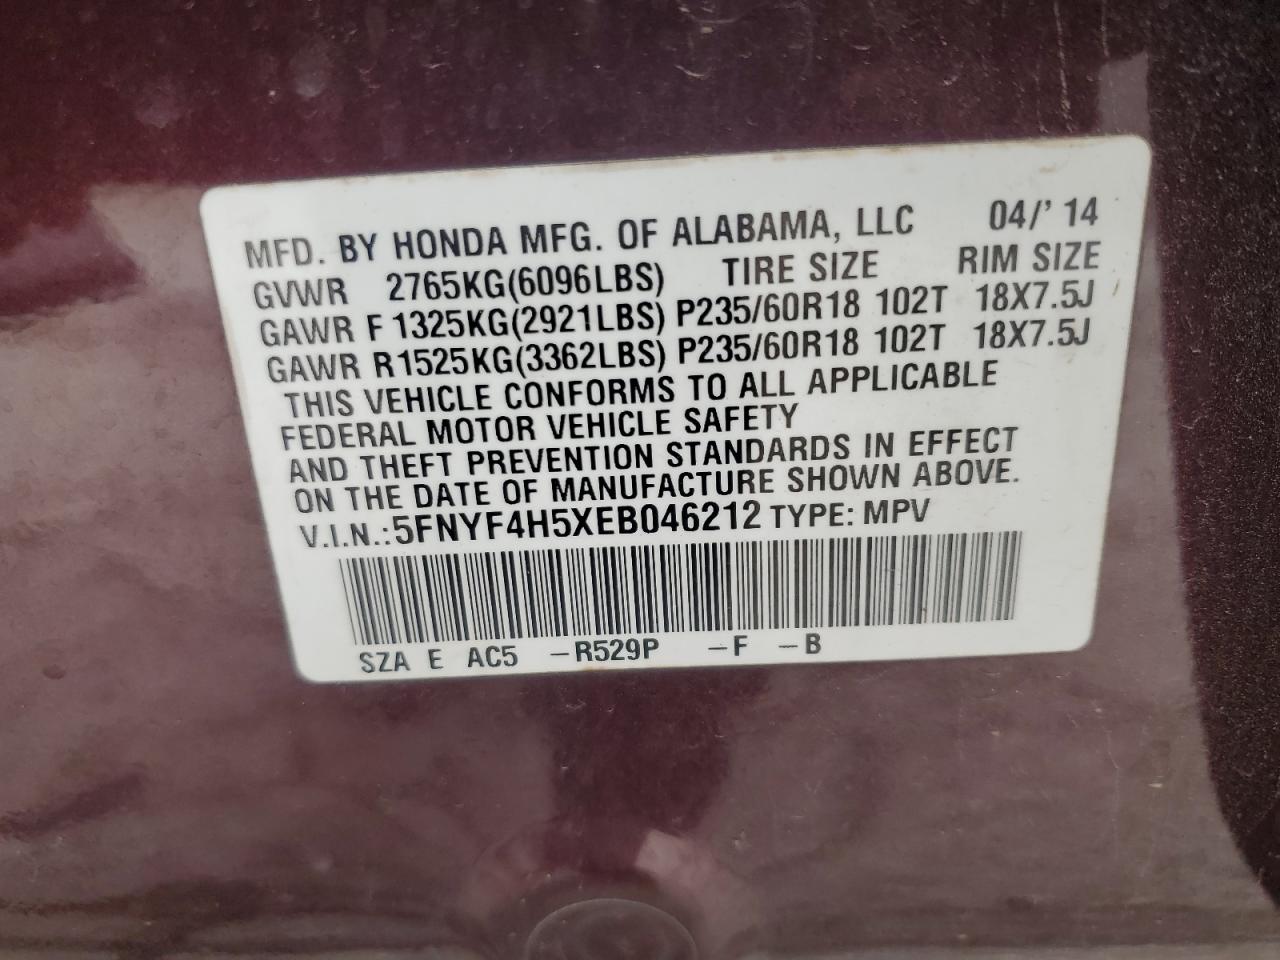 MFD. BY HONDA MFG. OF ALABAMA, LLC 04/'14
GVWR 2765KG(6096LBS) TIRE SIZE RIM SIZE
GAWR F 1325KG(2921LBS) P235/60R18 102T 18X7.5J
GAWR R 1525KG(3362LBS) P235/60R18 102T 18X7.5J
THIS VEHICLE CONFORMS TO ALL APPLICABLE
FEDERAL MOTOR VEHICLE SAFETY
AND THEFT PREVENTION STANDARDS IN EFFECT
ON THE DATE OF MANUFACTURE SHOWN ABOVE.
V.I.N.:5FNYF4H5XEB046212 TYPE: MPV
SZA E AC5 -R529P -F -B